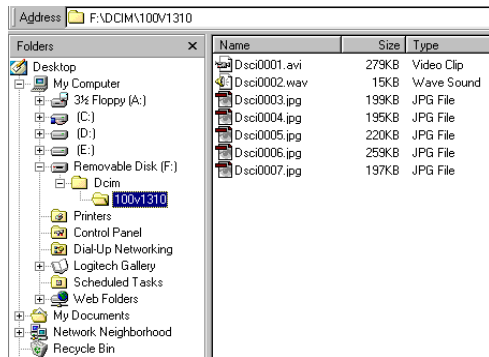 Address F:\DCIM\100V1310
Folders
Desktop
My Computer
3½ Floppy (A:)
(C:)
(D:)
(E:)
Removable Disk (F:)
Dcim
100v1310
Printers
Control Panel
Dial-Up Networking
Logitech Gallery
Scheduled Tasks
Web Folders
My Documents
Network Neighborhood
Recycle Bin
Name Size Type
Dsci0001.avi 279KB Video Clip
Dsci0002.wav 15KB Wave Sound
Dsci0003.jpg 199KB JPG File
Dsci0004.jpg 195KB JPG File
Dsci0005.jpg 220KB JPG File
Dsci0006.jpg 259KB JPG File
Dsci0007.jpg 197KB JPG File